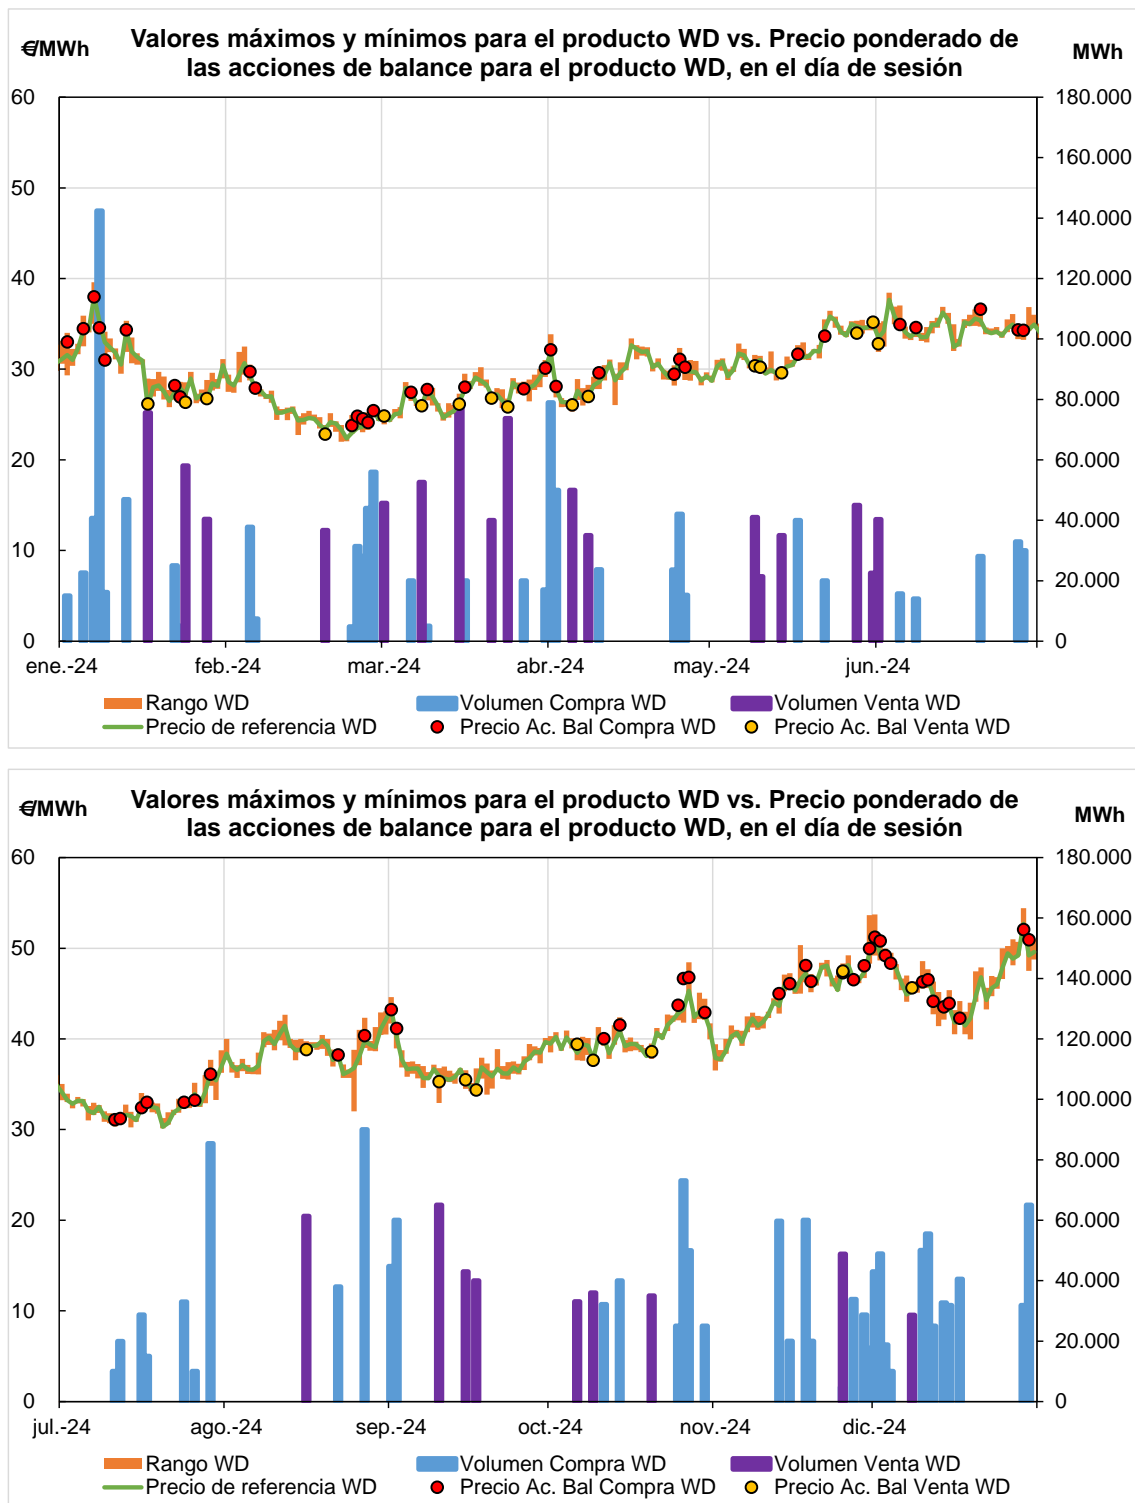 €/MWh
Valores máximos y mínimos para el producto WD vs. Precio ponderado de
las acciones de balance para el producto WD, en el día de sesión
MWh
60
180.000
160.000
50
140.000
40
120.000
100.000
30
80.000
20
60.000
40.000
10
20.000
0
0
ene.-24
feb.-24
mar.-24
abr.-24
may.-24
jun.-24
Rango WD
Volumen Compra WD
Volumen Venta WD
Precio de referencia WD
Precio Ac. Bal Compra WD
Precio Ac. Bal Venta WD
€/MWh
Valores máximos y mínimos para el producto WD vs. Precio ponderado de
las acciones de balance para el producto WD, en el día de sesión
MWh
60
180.000
160.000
50
140.000
40
120.000
100.000
30
80.000
20
60.000
40.000
10
20.000
0
0
jul.-24
ago.-24
sep.-24
oct.-24
nov.-24
dic.-24
Rango WD
Volumen Compra WD
Volumen Venta WD
Precio de referencia WD
Precio Ac. Bal Compra WD
Precio Ac. Bal Venta WD